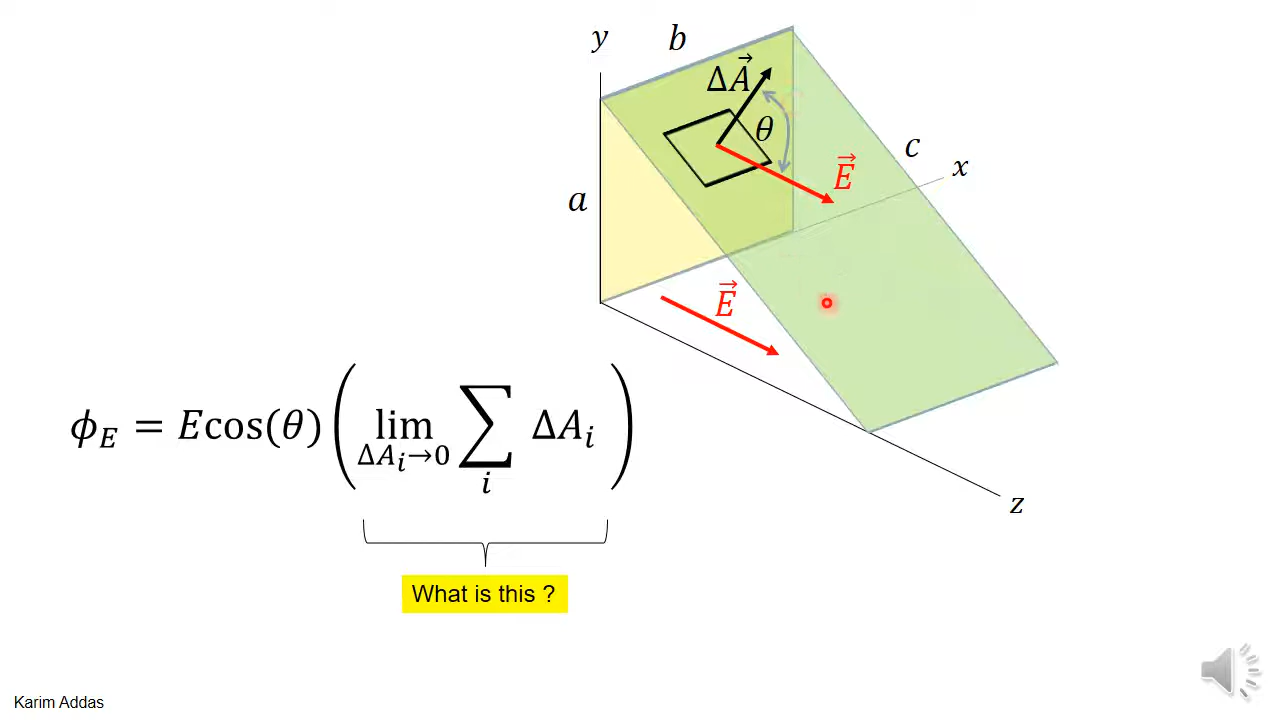 y
b
ΔA⃗
θ
c
x
E⃗
a
E⃗
z
ϕ_E = Ecos(θ) ( lim_{ΔA_i→0} ∑_i ΔA_i )
What is this ?
Karim Addas